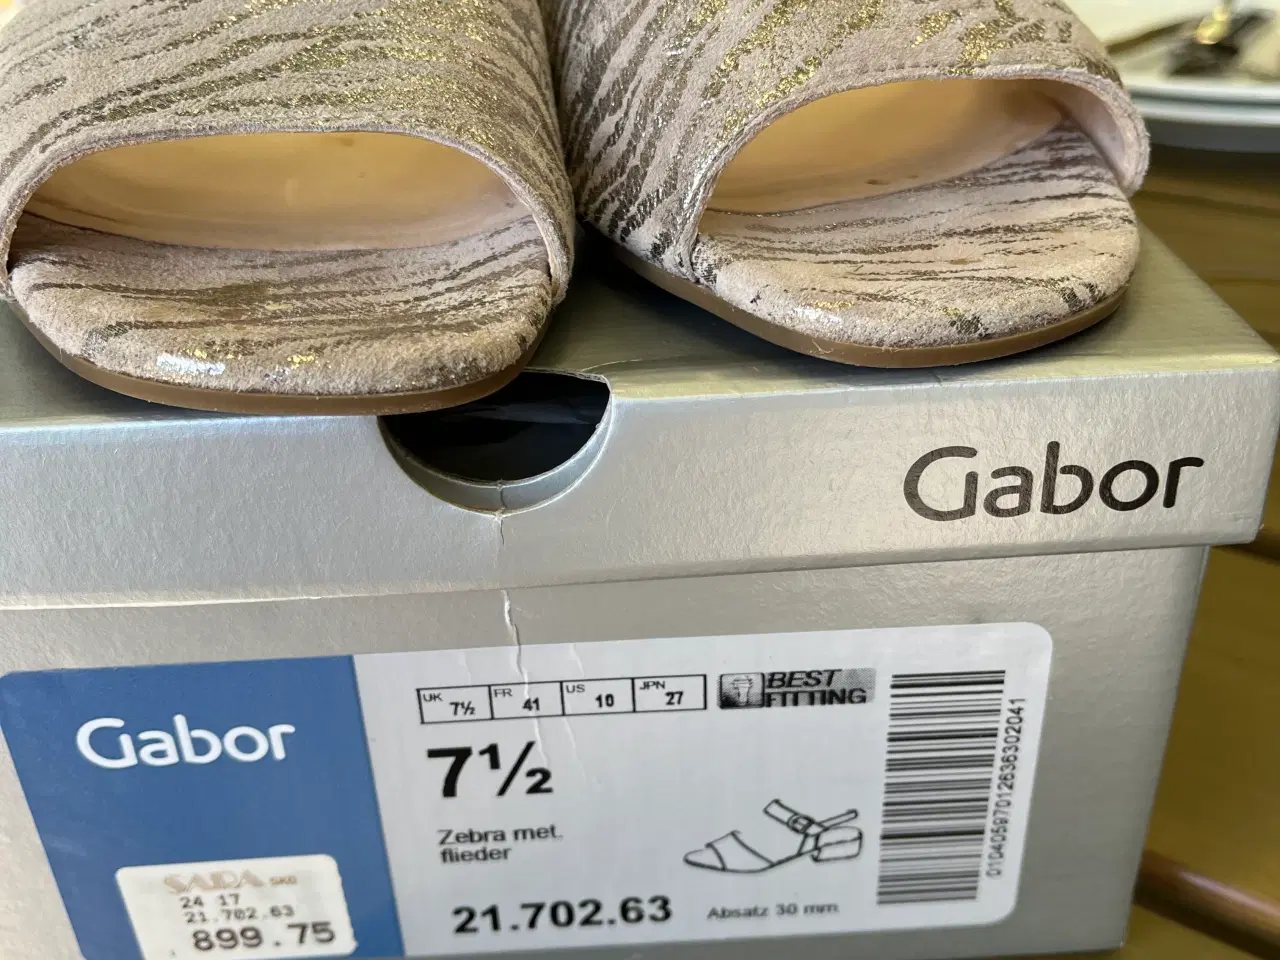 Gabor
Gabor
UK 7½ FR 41 US 10 JPN 27
BEST FITTING
7½
Zebra met.
flieder
21.702.63
Absatz 30 mm
SARA SKO
24 17
21.702.63
899.75